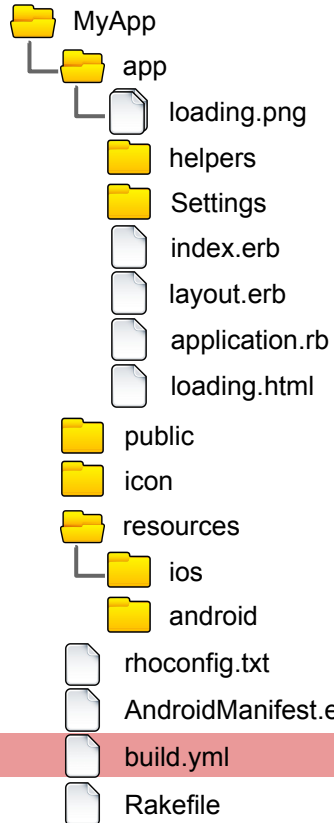 MyApp
app
loading.png
helpers
Settings
index.erb
layout.erb
application.rb
loading.html
public
icon
resources
ios
android
rhoconfig.txt
AndroidManifest.e
build.yml
Rakefile